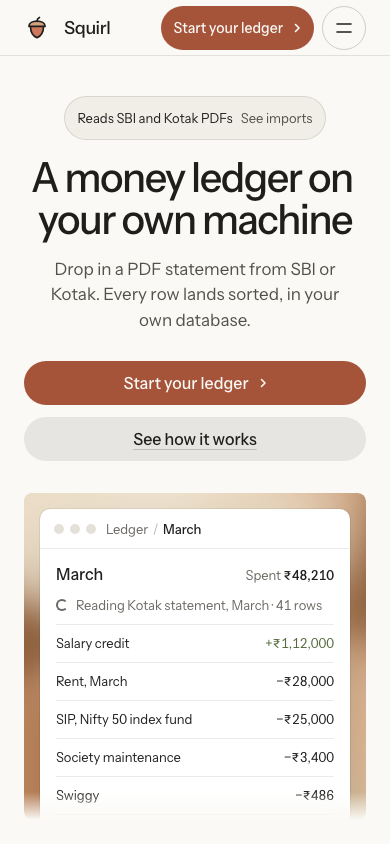 Squirl
Start your ledger
Reads SBI and Kotak PDFs See imports
A money ledger on
your own machine
Drop in a PDF statement from SBI or
Kotak. Every row lands sorted, in your
own database.
Start your ledger
See how it works
Ledger / March
March Spent ₹48,210
Reading Kotak statement, March · 41 rows
Salary credit +₹1,12,000
Rent, March −₹28,000
SIP, Nifty 50 index fund −₹25,000
Society maintenance −₹3,400
Swiggy −₹486